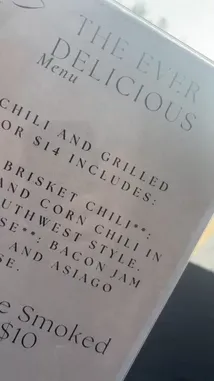 THE EVER
DELICIOUS
Menu
CHILI AND GRILLED
OR $14 INCLUDES:
BRISKET CHILI**:
AND CORN CHILI IN
UTHWEST STYLE.
SE**: BACON JAM
AND ASIAGO
SE.
e Smoked
$10